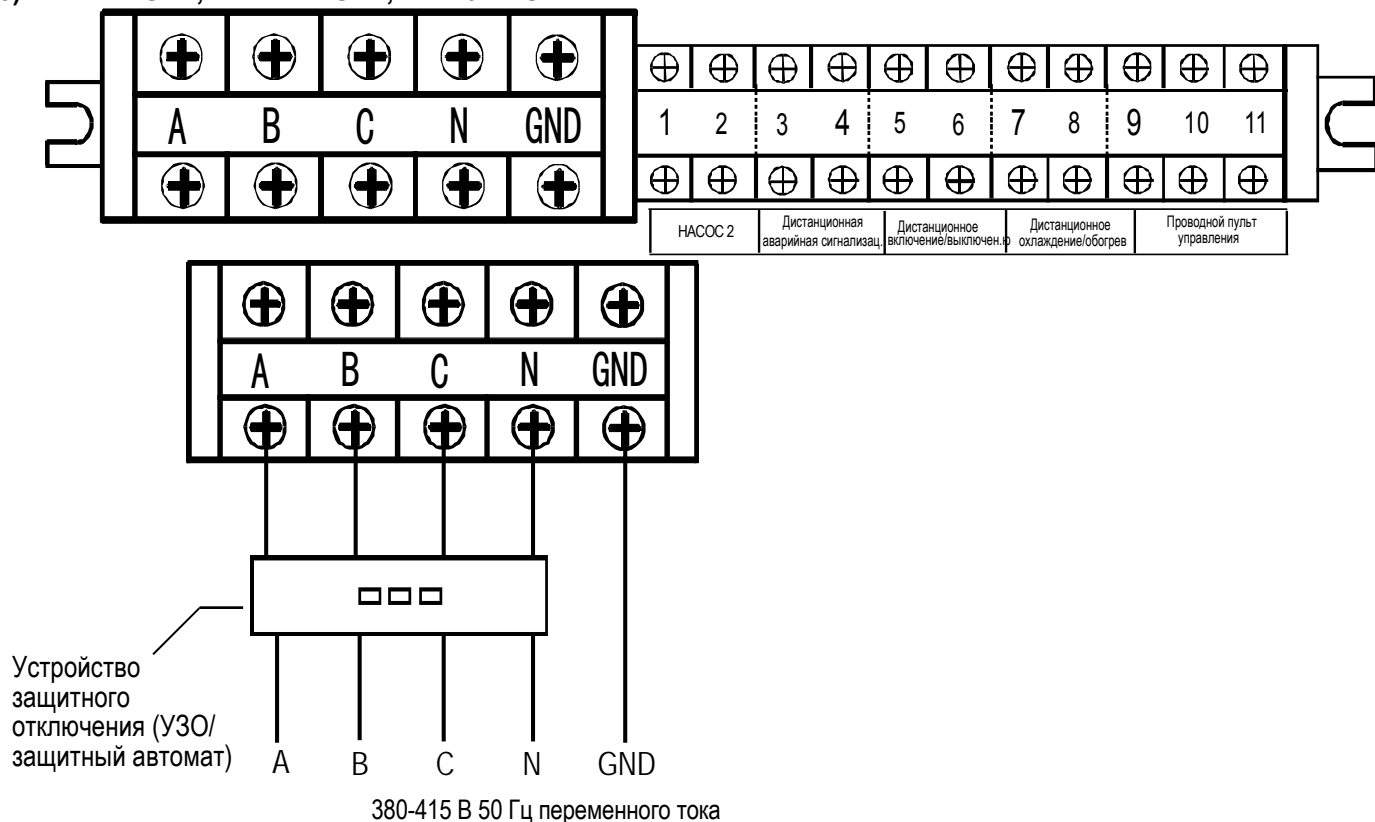 A B C N GND 1 2 3 4 5 6 7 8 9 10 11
НАСОС 2
Дистанционная
аварийная сигнализац.
Дистанционное
включение/выключен.ю
Дистанционное
охлаждение/обогрев
Проводной пульт
управления
A B C N GND
Устройство
защитного
отключения (УЗО/
защитный автомат)
A B C N GND
380-415 В 50 Гц переменного тока